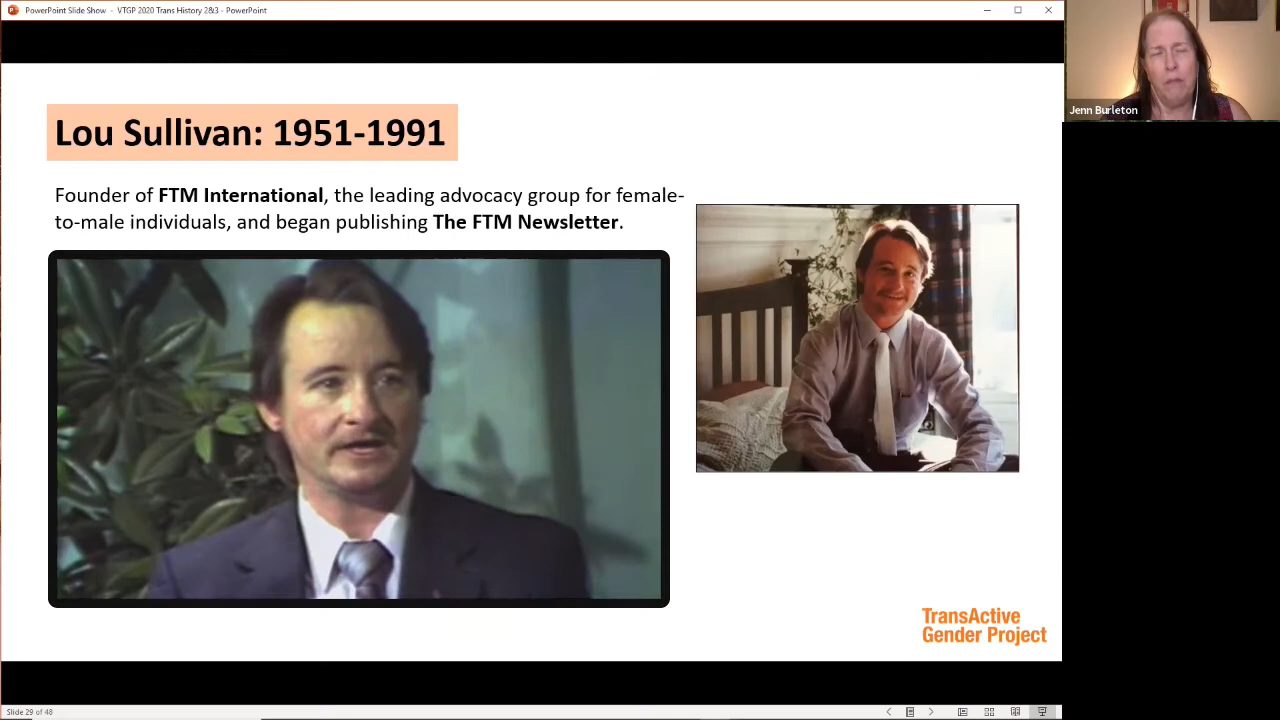 PowerPoint Slide Show - VTGP 2020 Trans History 2&3 - PowerPoint
Jenn Burleton
Lou Sullivan: 1951-1991
Founder of FTM International, the leading advocacy group for female-
to-male individuals, and began publishing The FTM Newsletter.
TransActive
Gender Project
Slide 29 of 48